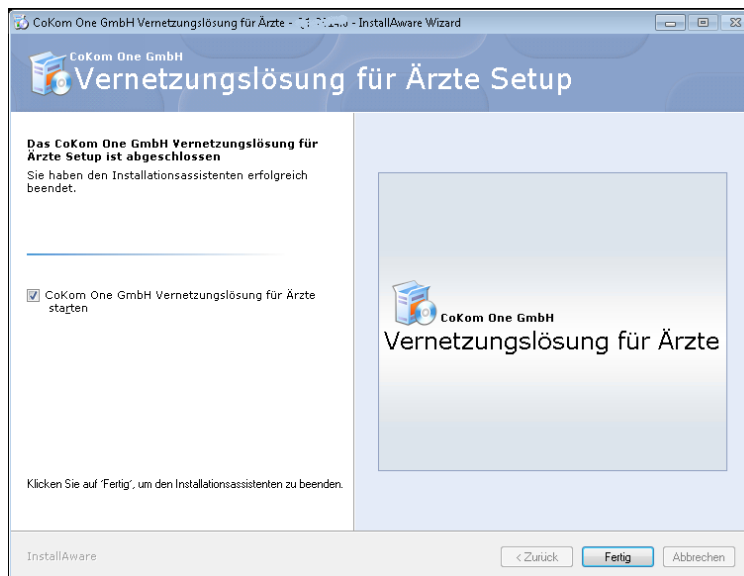 CoKom One GmbH Vernetzungslösung für Ärzte - - InstallAware Wizard
CoKom One GmbH
Vernetzungslösung für Ärzte Setup
Das CoKom One GmbH Vernetzungslösung für
Ärzte Setup ist abgeschlossen
Sie haben den Installationsassistenten erfolgreich
beendet.
CoKom One GmbH Vernetzungslösung für Ärzte
starten
CoKom One GmbH
Vernetzungslösung für Ärzte
Klicken Sie auf 'Fertig', um den Installationsassistenten zu beenden.
InstallAware
< Zurück
Fertig
Abbrechen